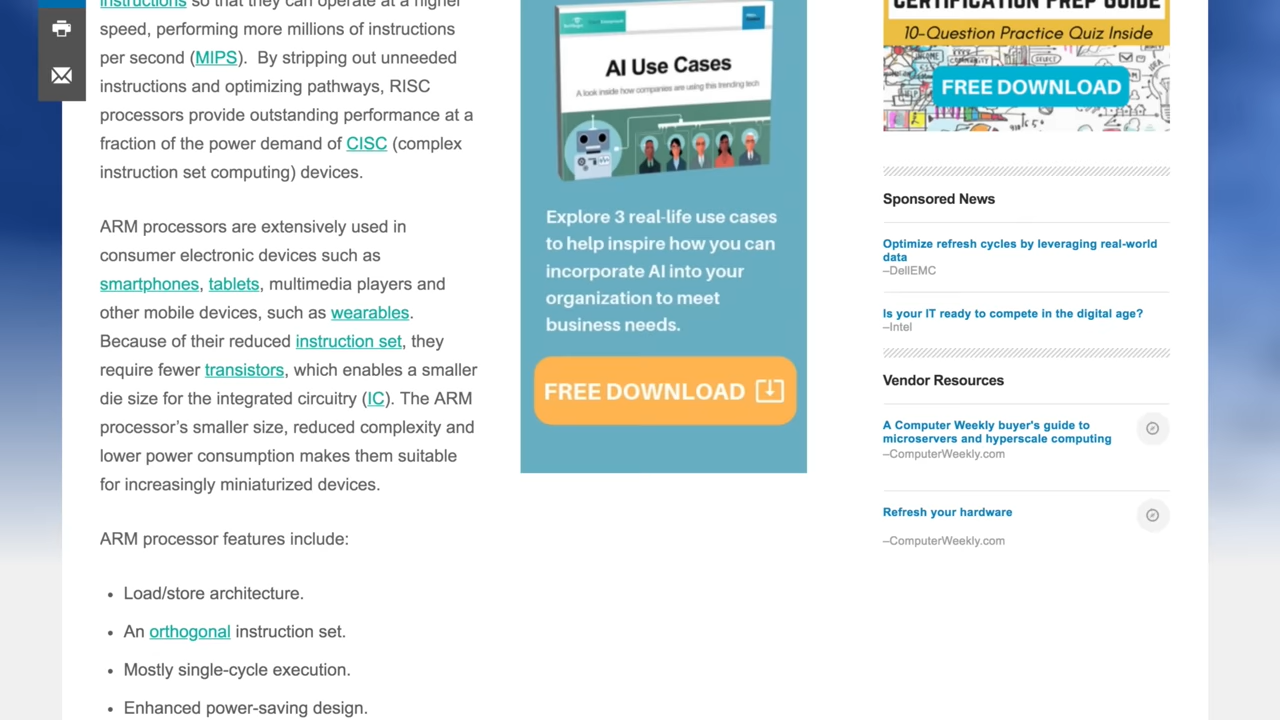 instructions so that they can operate at a higher
speed, performing more millions of instructions
per second (MIPS).  By stripping out unneeded
instructions and optimizing pathways, RISC
processors provide outstanding performance at a
fraction of the power demand of CISC (complex
instruction set computing) devices.
ARM processors are extensively used in
consumer electronic devices such as
smartphones, tablets, multimedia players and
other mobile devices, such as wearables.
Because of their reduced instruction set, they
require fewer transistors, which enables a smaller
die size for the integrated circuitry (IC). The ARM
processor’s smaller size, reduced complexity and
lower power consumption makes them suitable
for increasingly miniaturized devices.
ARM processor features include:
• Load/store architecture.
• An orthogonal instruction set.
• Mostly single-cycle execution.
• Enhanced power-saving design.
AI Use Cases
A look inside how companies are using this trending tech
Explore 3 real-life use cases
to help inspire how you can
incorporate AI into your
organization to meet
business needs.
FREE DOWNLOAD
CERTIFICATION PREP GUIDE
10-Question Practice Quiz Inside
FREE DOWNLOAD
Sponsored News
Optimize refresh cycles by leveraging real-world
data
–DellEMC
Is your IT ready to compete in the digital age?
–Intel
Vendor Resources
A Computer Weekly buyer's guide to
microservers and hyperscale computing
–ComputerWeekly.com
Refresh your hardware
–ComputerWeekly.com